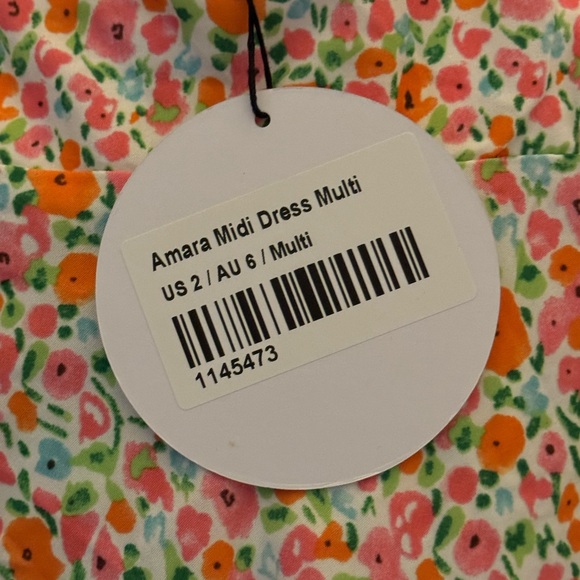 Amara Midi Dress Multi
US 2 / AU 6 / Multi
1145473